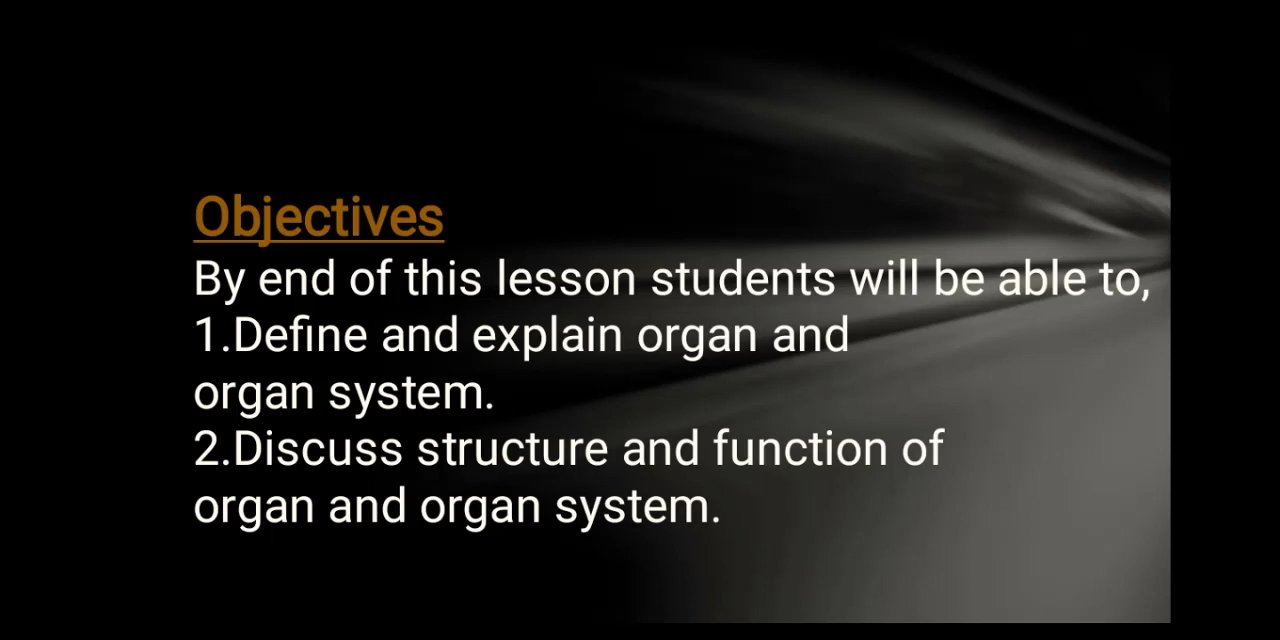 Objectives
By end of this lesson students will be able to,
1.Define and explain organ and
organ system.
2.Discuss structure and function of
organ and organ system.